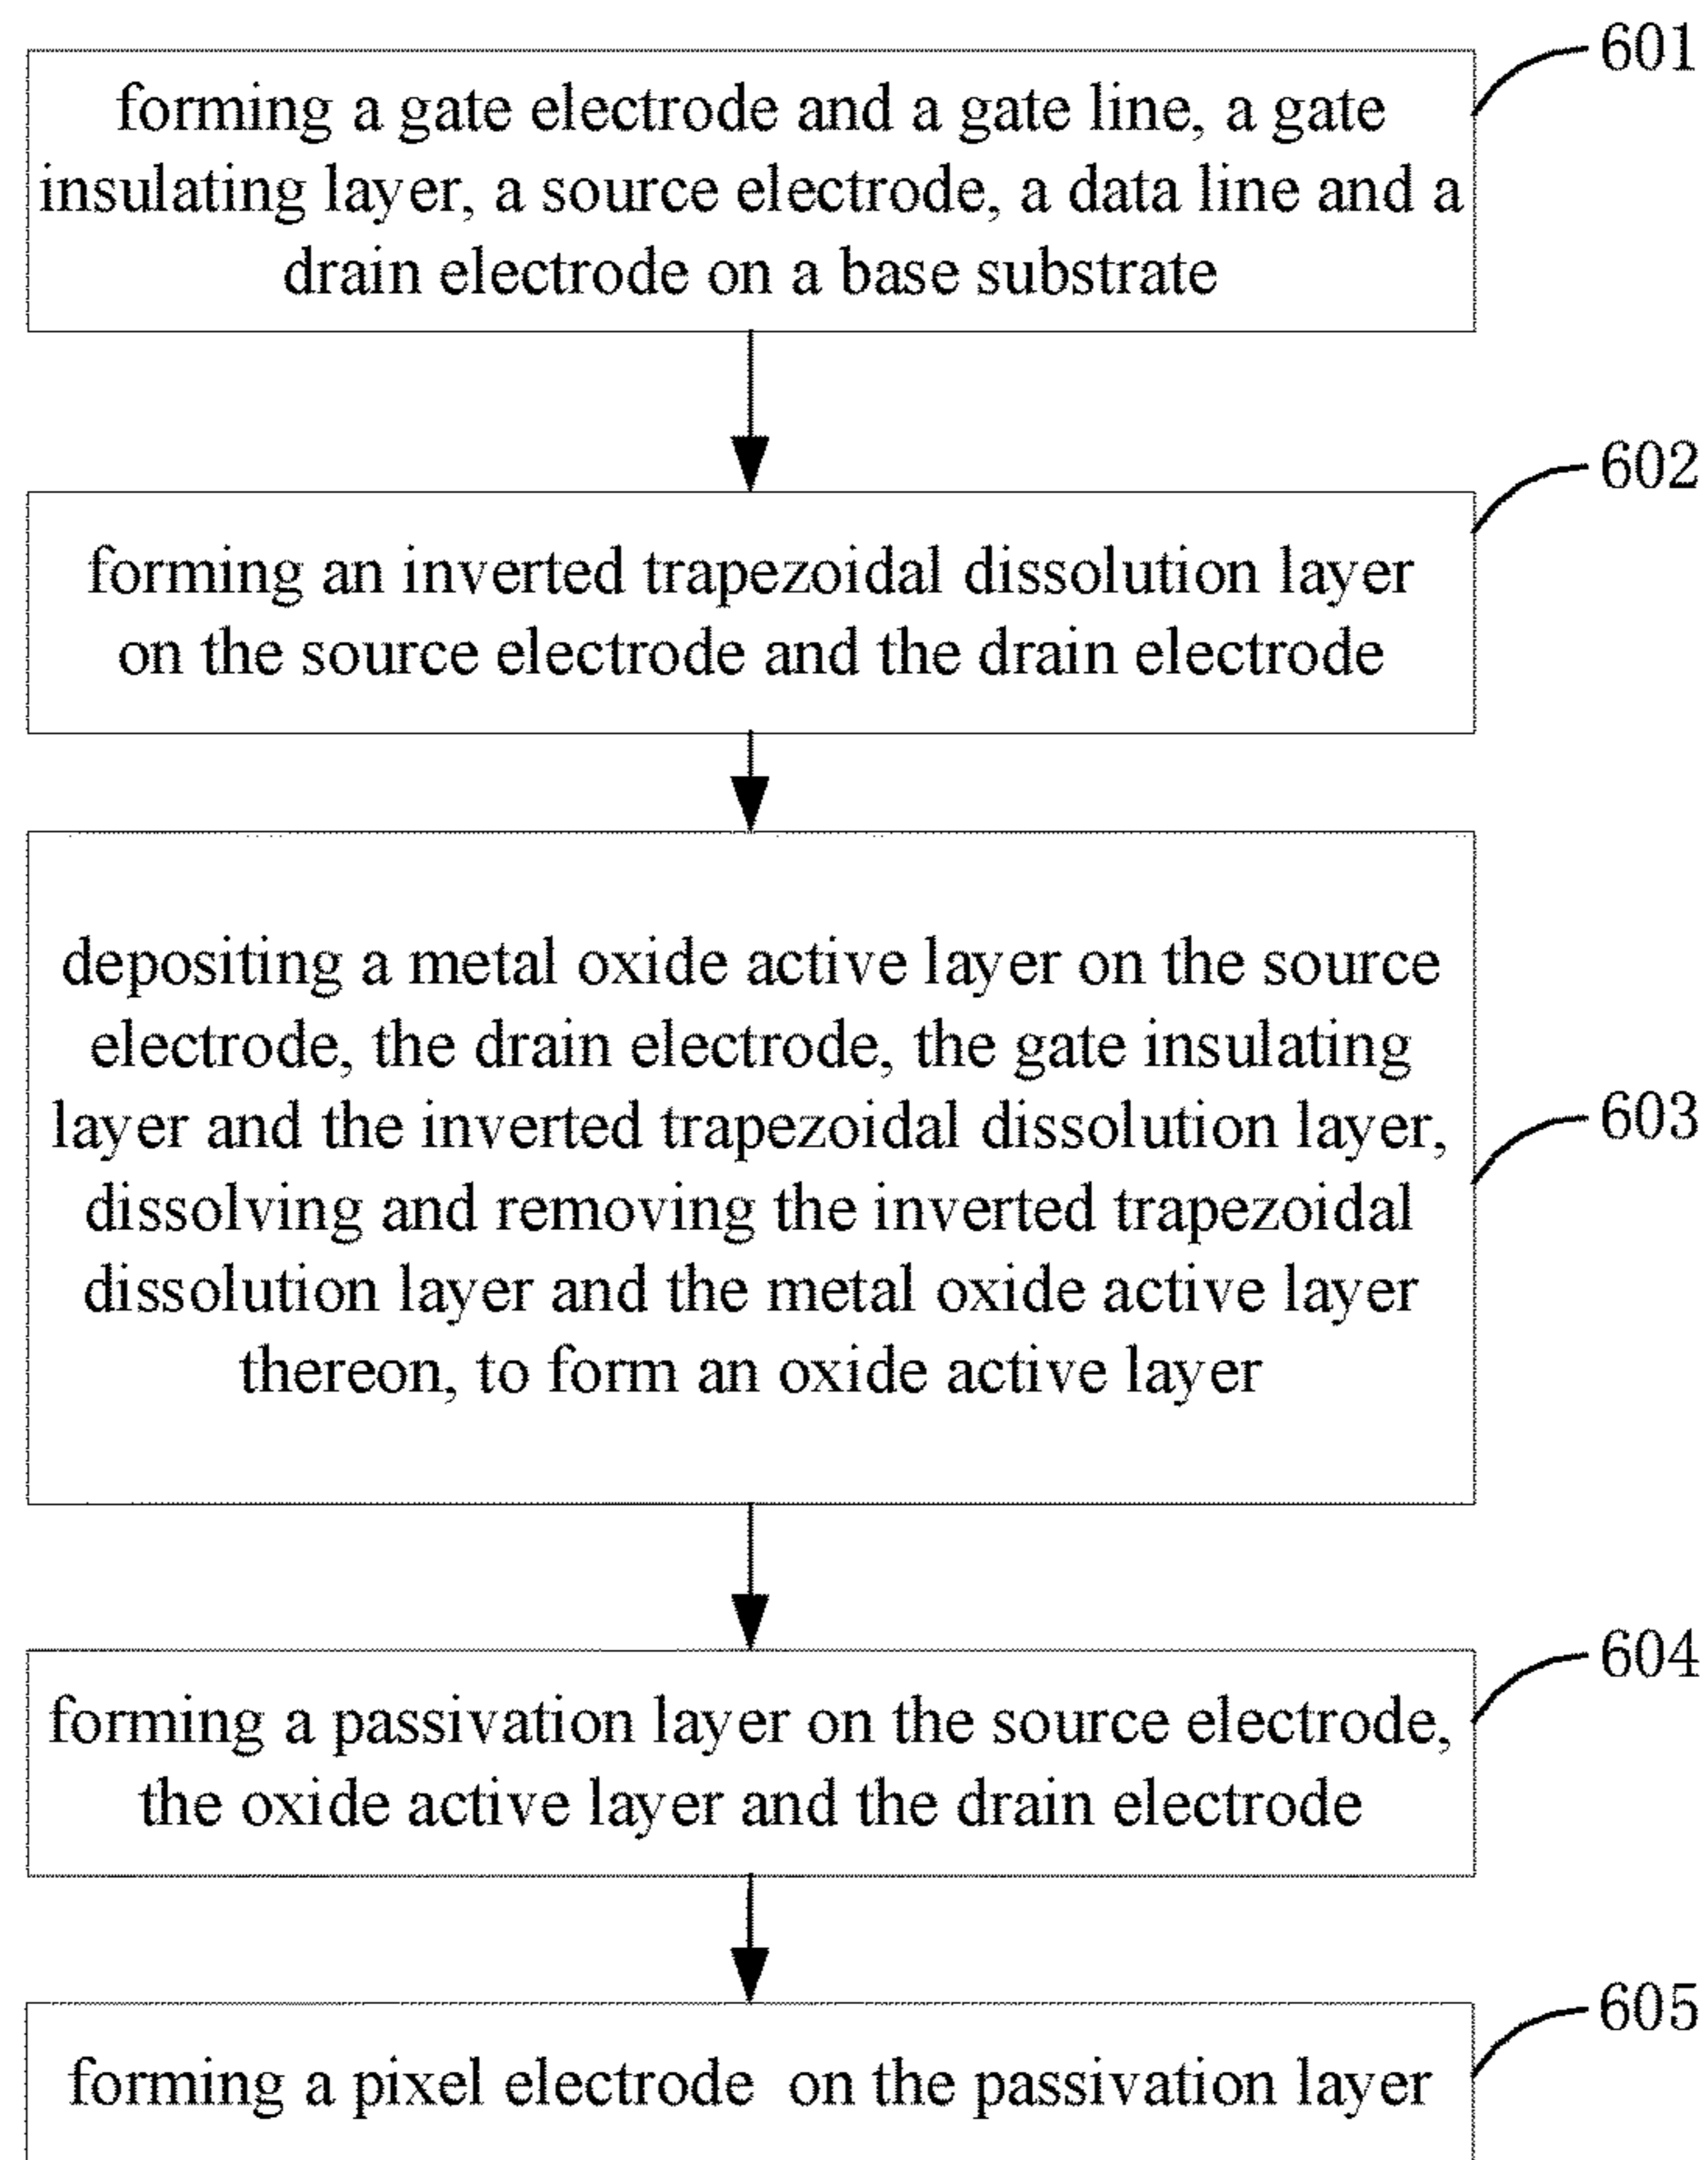 601
forming a gate electrode and a gate line, a gate
insulating layer, a source electrode, a data line and a
drain electrode on a base substrate
602
forming an inverted trapezoidal dissolution layer
on the source electrode and the drain electrode
depositing a metal oxide active layer on the source
electrode, the drain electrode, the gate insulating
layer and the inverted trapezoidal dissolution layer,
603
dissolving and removing the inverted trapezoidal
dissolution layer and the metal oxide active layer
thereon, to form an oxide active layer
604
forming a passivation layer on the source electrode,
the oxide active layer and the drain electrode
605
forming a pixel electrode on the passivation layer